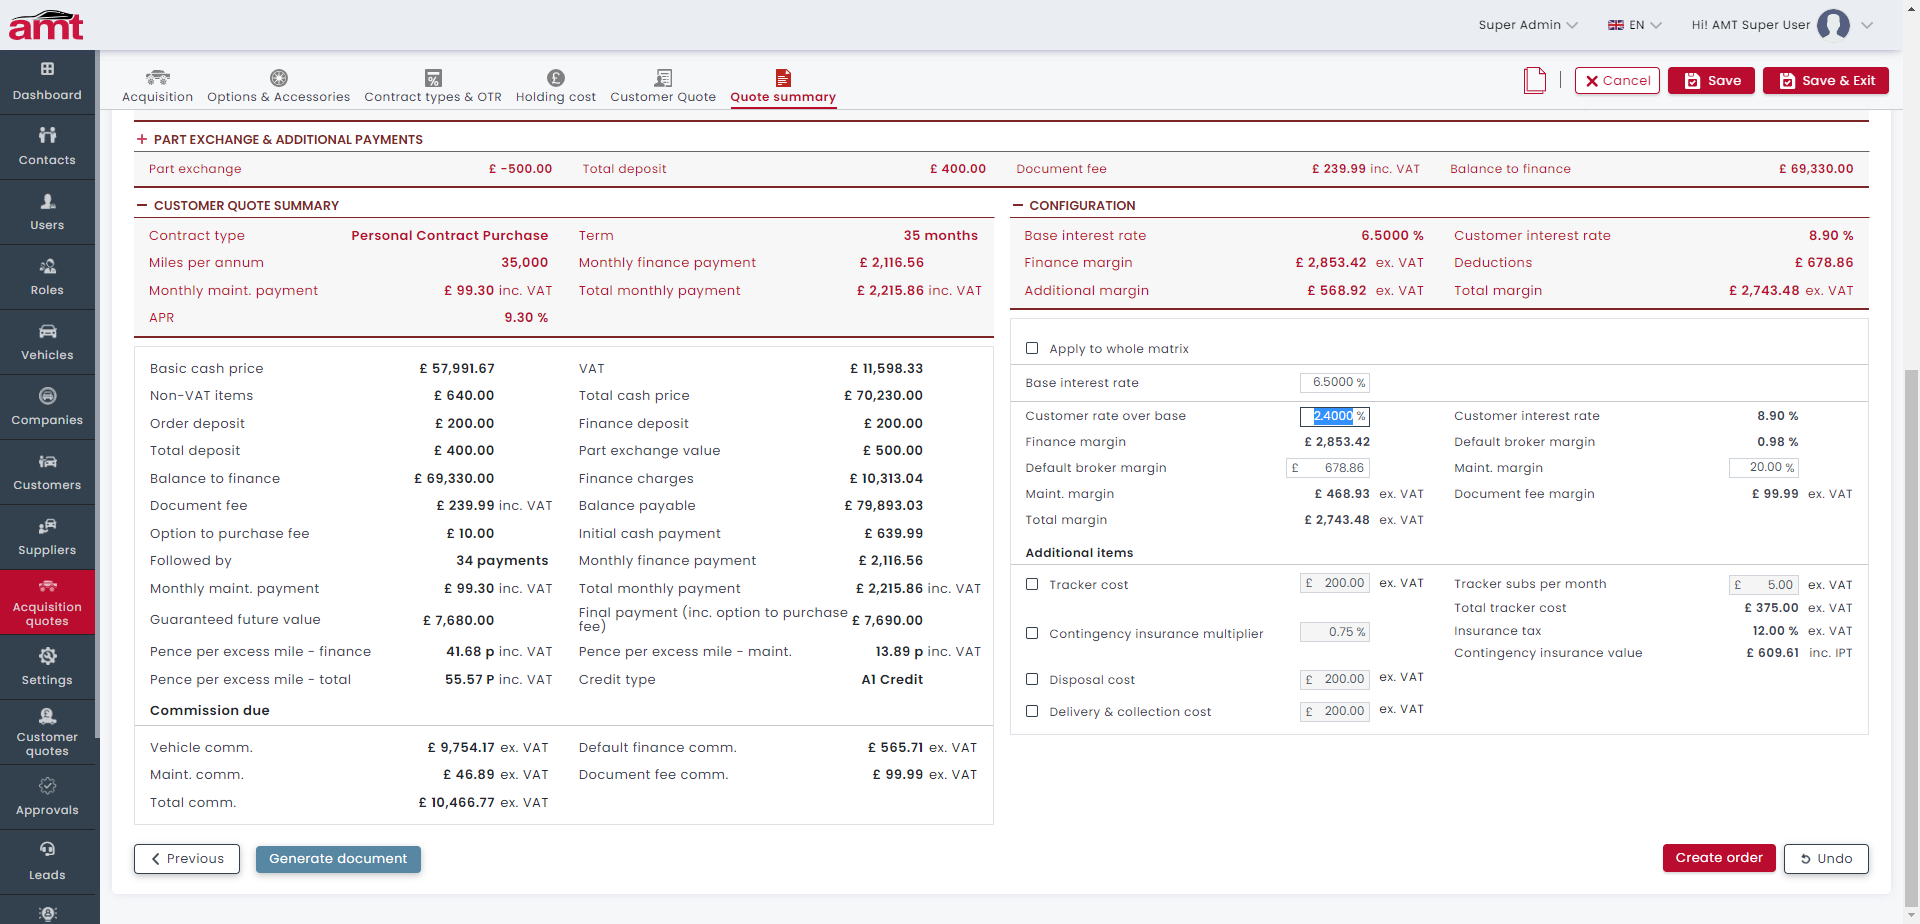 amt
Super Admin
EN
Hi! AMT Super User
Dashboard
Contacts
Users
Roles
Vehicles
Companies
Customers
Suppliers
Acquisition
quotes
Settings
Customer
quotes
Approvals
Leads
Acquisition
Options & Accessories
Contract types & OTR
Holding cost
Customer Quote
Quote summary
Cancel
Save
Save & Exit
+ PART EXCHANGE & ADDITIONAL PAYMENTS
Part exchange £ -500.00 Total deposit £ 400.00 Document fee £ 239.99 inc. VAT Balance to finance £ 69,330.00
− CUSTOMER QUOTE SUMMARY
Contract type Personal Contract Purchase Term 35 months
Miles per annum 35,000 Monthly finance payment £ 2,116.56
Monthly maint. payment £ 99.30 inc. VAT Total monthly payment £ 2,215.86 inc. VAT
APR 9.30 %
Basic cash price £ 57,991.67 VAT £ 11,598.33
Non-VAT items £ 640.00 Total cash price £ 70,230.00
Order deposit £ 200.00 Finance deposit £ 200.00
Total deposit £ 400.00 Part exchange value £ 500.00
Balance to finance £ 69,330.00 Finance charges £ 10,313.04
Document fee £ 239.99 inc. VAT Balance payable £ 79,893.03
Option to purchase fee £ 10.00 Initial cash payment £ 639.99
Followed by 34 payments Monthly finance payment £ 2,116.56
Monthly maint. payment £ 99.30 inc. VAT Total monthly payment £ 2,215.86 inc. VAT
Guaranteed future value £ 7,680.00 Final payment (inc. option to purchase
fee) £ 7,690.00
Pence per excess mile - finance 41.68 p inc. VAT Pence per excess mile - maint. 13.89 p inc. VAT
Pence per excess mile - total 55.57 P inc. VAT Credit type A1 Credit
Commission due
Vehicle comm. £ 9,754.17 ex. VAT Default finance comm. £ 565.71 ex. VAT
Maint. comm. £ 46.89 ex. VAT Document fee comm. £ 99.99 ex. VAT
Total comm. £ 10,466.77 ex. VAT
− CONFIGURATION
Base interest rate 6.5000 % Customer interest rate 8.90 %
Finance margin £ 2,853.42 ex. VAT Deductions £ 678.86
Additional margin £ 568.92 ex. VAT Total margin £ 2,743.48 ex. VAT
Apply to whole matrix
Base interest rate 6.5000 %
Customer rate over base 2.4000 % Customer interest rate 8.90 %
Finance margin £ 2,853.42 Default broker margin 0.98 %
Default broker margin £ 678.86 Maint. margin 20.00 %
Maint. margin £ 468.93 ex. VAT Document fee margin £ 99.99 ex. VAT
Total margin £ 2,743.48 ex. VAT
Additional items
Tracker cost £ 200.00 ex. VAT Tracker subs per month £ 5.00 ex. VAT
Total tracker cost £ 375.00 ex. VAT
Contingency insurance multiplier 0.75 % Insurance tax 12.00 % ex. VAT
Contingency insurance value £ 609.61 inc. IPT
Disposal cost £ 200.00 ex. VAT
Delivery & collection cost £ 200.00 ex. VAT
Previous
Generate document
Create order
Undo